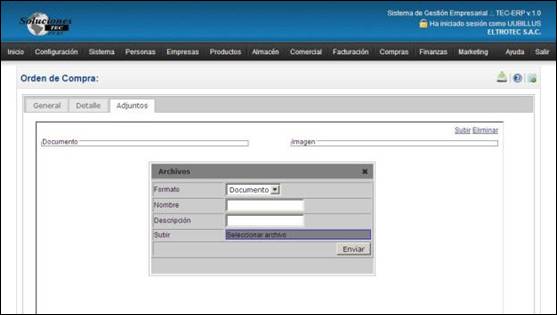 Sistema de Gestión Empresarial .:. TEC-ERP v.1.0
Soluciones
TEC
Ha iniciado sesión como UUBILLUS
ELTROTEC S.A.C.
Inicio Configuración Sistema Personas Empresas Productos Almacén Comercial Facturación Compras Finanzas Marketing Ayuda Salir
Orden de Compra:
General Detalle Adjuntos
Subir Eliminar
Documento Imagen
Archivos
Formato Documento
Nombre
Descripción
Subir Seleccionar archivo
Enviar